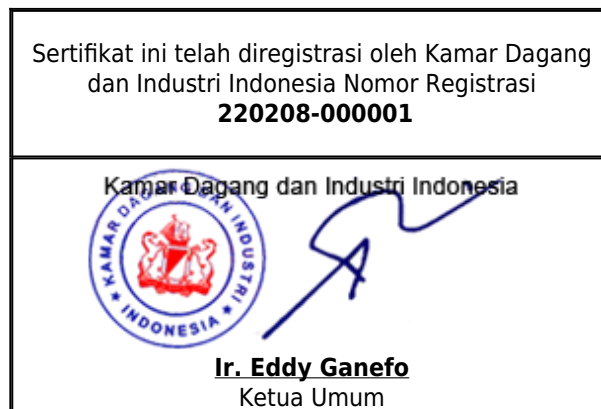 Sertifikat ini telah diregistrasi oleh Kamar Dagang
dan Industri Indonesia Nomor Registrasi
220208-000001
Kamar Dagang dan Industri Indonesia
KAMAR DAGANG DAN INDUSTRI
★ INDONESIA ★
Ir. Eddy Ganefo
Ketua Umum